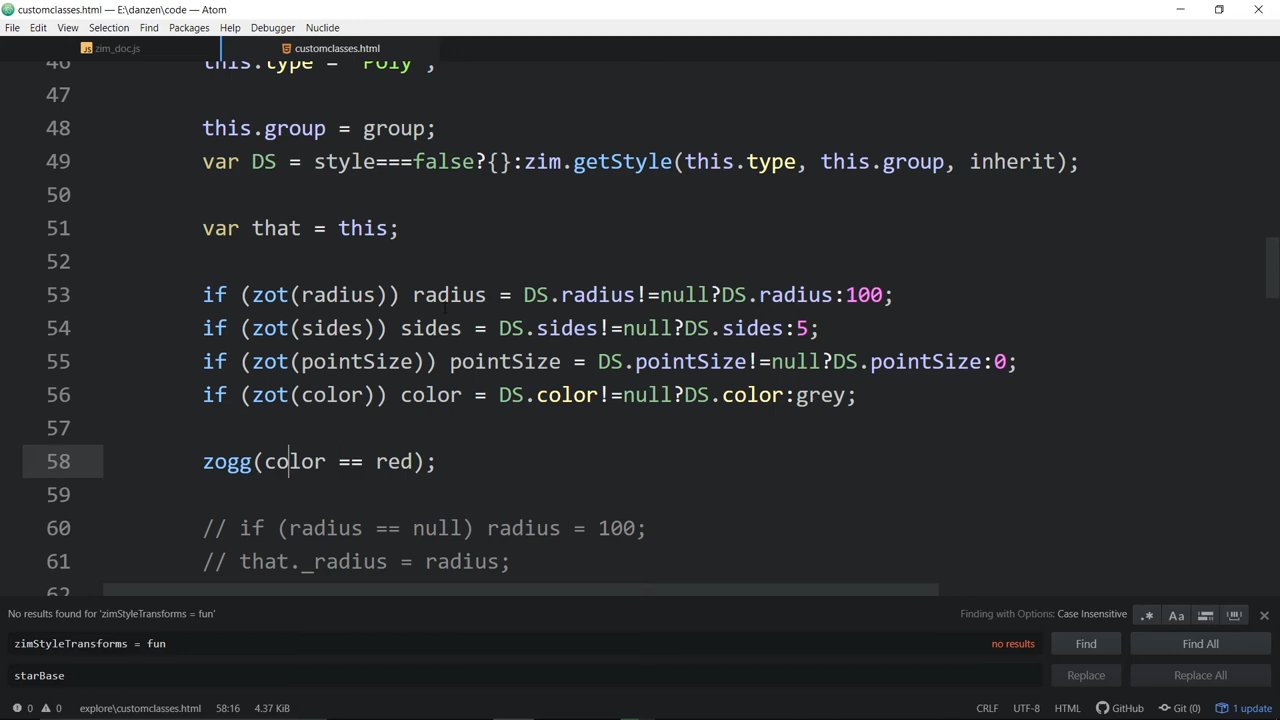 customclasses.html — E:\danzen\code — Atom
File Edit View Selection Find Packages Help Debugger Nuclide
zim_doc.js customclasses.html
46 this.type = "Poly";
47
48 this.group = group;
49 var DS = style===false?{}:zim.getStyle(this.type, this.group, inherit);
50
51 var that = this;
52
53 if (zot(radius)) radius = DS.radius!=null?DS.radius:100;
54 if (zot(sides)) sides = DS.sides!=null?DS.sides:5;
55 if (zot(pointSize)) pointSize = DS.pointSize!=null?DS.pointSize:0;
56 if (zot(color)) color = DS.color!=null?DS.color:grey;
57
58 zogg(color == red);
59
60 // if (radius == null) radius = 100;
61 // that._radius = radius;
62
No results found for 'zimStyleTransforms = fun' Finding with Options: Case Insensitive .* Aa
zimStyleTransforms = fun no results Find Find All
starBase Replace Replace All
0 0 explore\customclasses.html 58:16 4.37 KiB CRLF UTF-8 HTML GitHub Git (0) 1 update